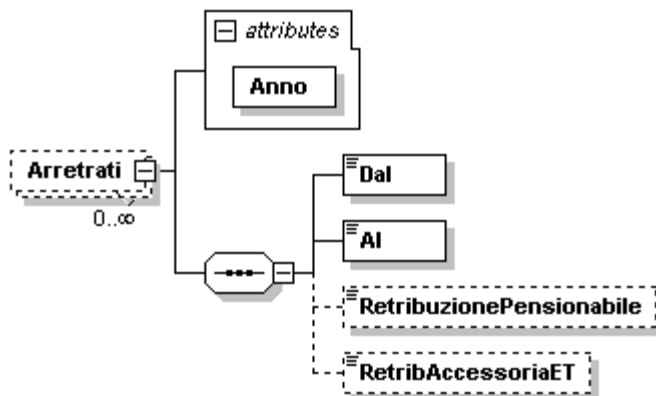 attributes
Anno
Arretrati
0..∞
Dal
Al
RetribuzionePensionabile
RetribAccessoriaET